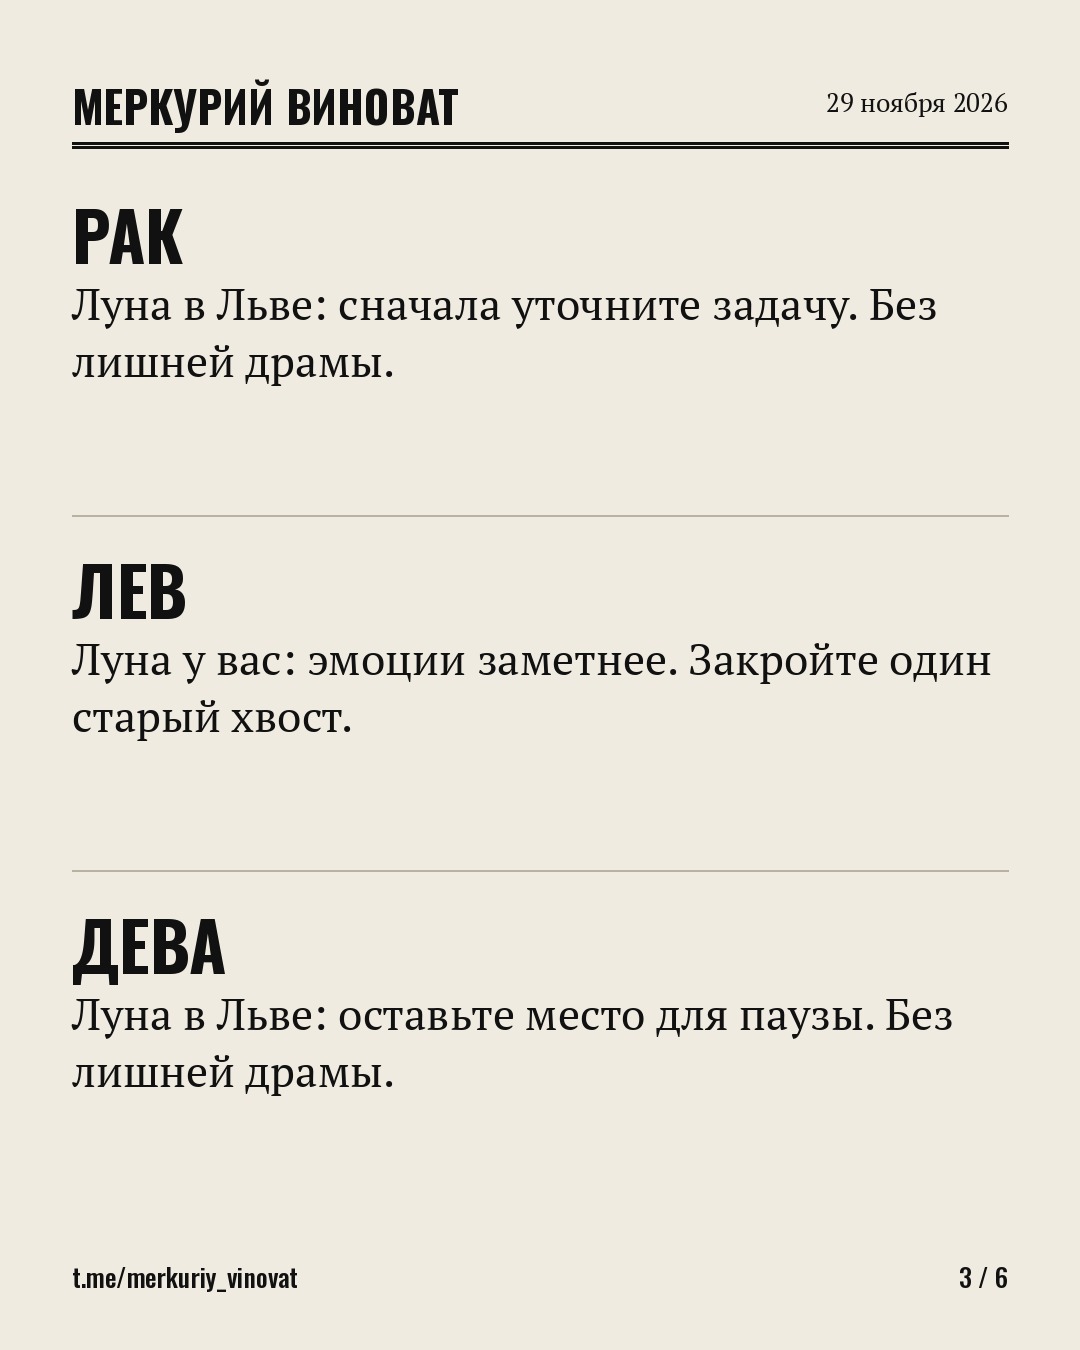 МЕРКУРИЙ ВИНОВАТ
29 ноября 2026
РАК
Луна в Льве: сначала уточните задачу. Без
лишней драмы.
ЛЕВ
Луна у вас: эмоции заметнее. Закройте один
старый хвост.
ДЕВА
Луна в Льве: оставьте место для паузы. Без
лишней драмы.
t.me/merkuriy_vinovat
3 / 6